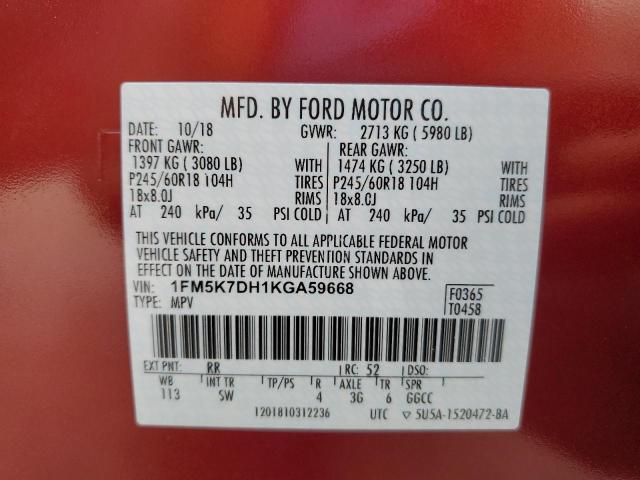 MFD. BY FORD MOTOR CO.
DATE: 10/18 GVWR: 2713 KG ( 5980 LB)
FRONT GAWR: REAR GAWR:
1397 KG ( 3080 LB) WITH 1474 KG ( 3250 LB) WITH
P245/60R18 104H TIRES P245/60R18 104H TIRES
18x8.0J RIMS 18x8.0J RIMS
AT 240 kPa/ 35 PSI COLD AT 240 kPa/ 35 PSI COLD
THIS VEHICLE CONFORMS TO ALL APPLICABLE FEDERAL MOTOR
VEHICLE SAFETY AND THEFT PREVENTION STANDARDS IN
EFFECT ON THE DATE OF MANUFACTURE SHOWN ABOVE.
VIN: 1FM5K7DH1KGA59668 F0365
TYPE: MPV T0458
EXT PNT: RR RC: 52 DSO:
WB INT TR TP/PS R AXLE TR SPR
113 SW 4 3G 6 GGCC
1201810312236 UTC ▽ 5U5A-1520472-BA